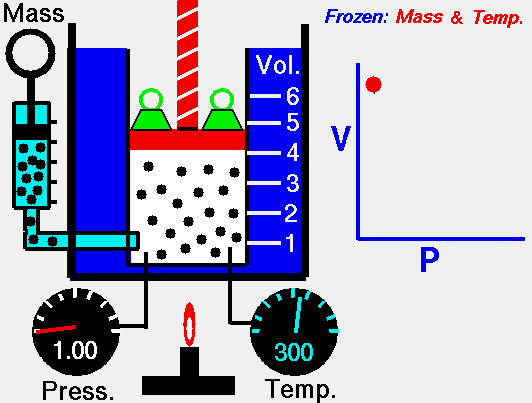 Mass
Frozen: Mass & Temp.
Vol.
6
5
4
3
2
1
V
P
1.00
300
Press.
Temp.